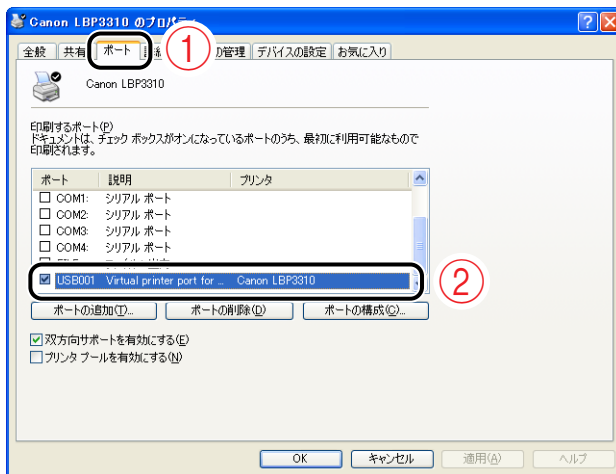 Canon LBP3310 のプロパティ
全般 共有 ポート の管理 デバイスの設定 お気に入り
①
Canon LBP3310
印刷するポート(P)
ドキュメントは、チェック ボックスがオンになっているポートのうち、最初に利用可能なもので
印刷されます。
ポート 説明 プリンタ
COM1: シリアル ポート
COM2: シリアル ポート
COM3: シリアル ポート
COM4: シリアル ポート
USB001 Virtual printer port for ... Canon LBP3310
②
ポートの追加(T)... ポートの削除(D) ポートの構成(C)...
双方向サポートを有効にする(E)
プリンタ プールを有効にする(N)
OK キャンセル 適用(A) ヘルプ